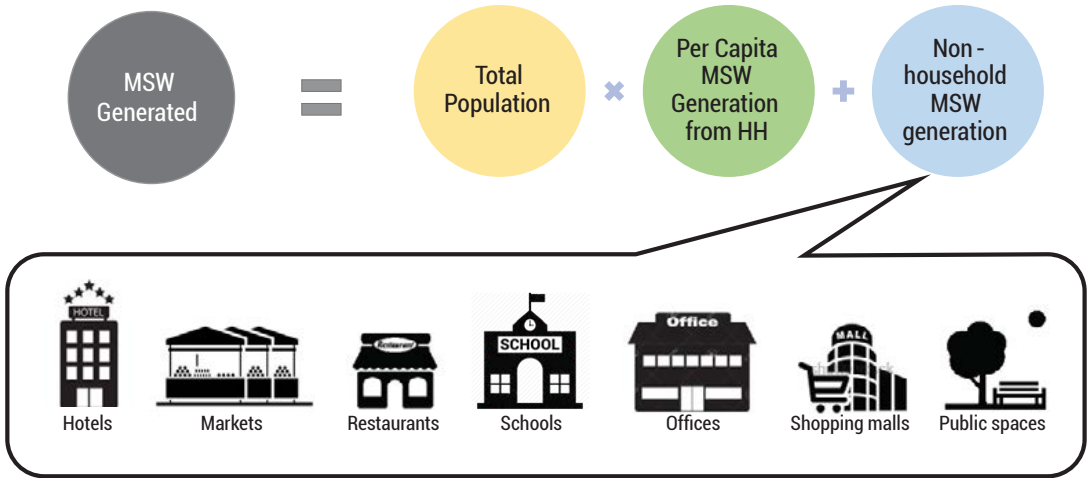 MSW
Generated
Total
Population
Per Capita
MSW
Generation
from HH
Non -
household
MSW
generation
HOTEL
Restaurant
SCHOOL
Office
MALL
Hotels
Markets
Restaurants
Schools
Offices
Shopping malls
Public spaces